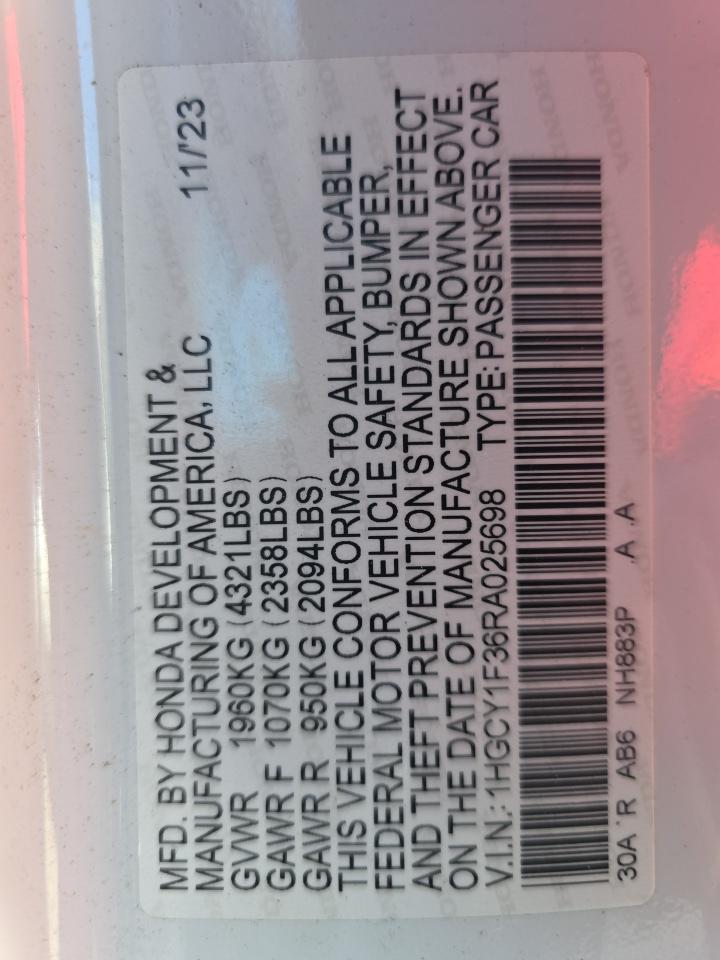 MFD. BY HONDA DEVELOPMENT &
MANUFACTURING OF AMERICA, LLC 11/'23
GVWR 1960KG (4321LBS)
GAWR F 1070KG (2358LBS)
GAWR R 950KG (2094LBS)
THIS VEHICLE CONFORMS TO ALL APPLICABLE
FEDERAL MOTOR VEHICLE SAFETY, BUMPER,
AND THEFT PREVENTION STANDARDS IN EFFECT
ON THE DATE OF MANUFACTURE SHOWN ABOVE.
V.I.N.: 1HGCY1F36RA025698 TYPE: PASSENGER CAR
30A R AB6 NH883P .A .A